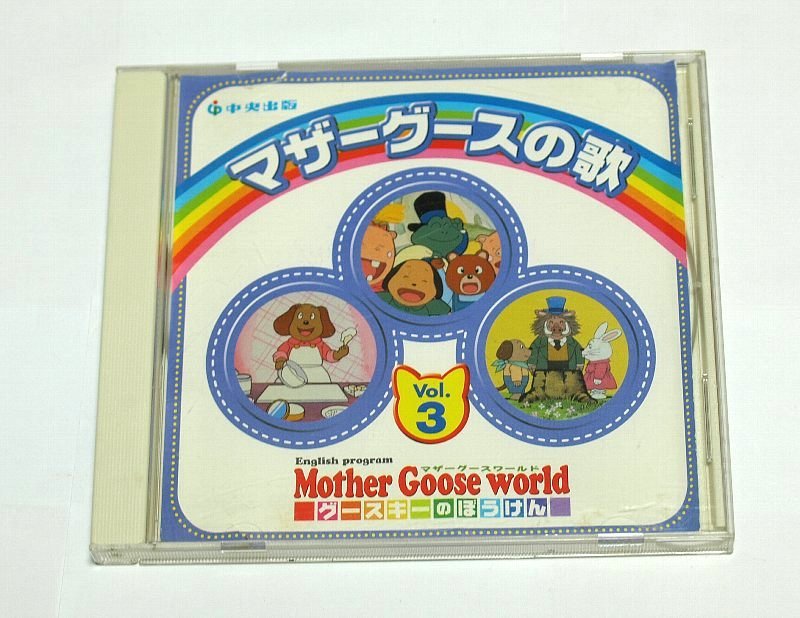 中央出版
マザーグースの歌
Vol.
3
English program
マザーグースワールド
Mother Goose world
グースキーのぼうけん